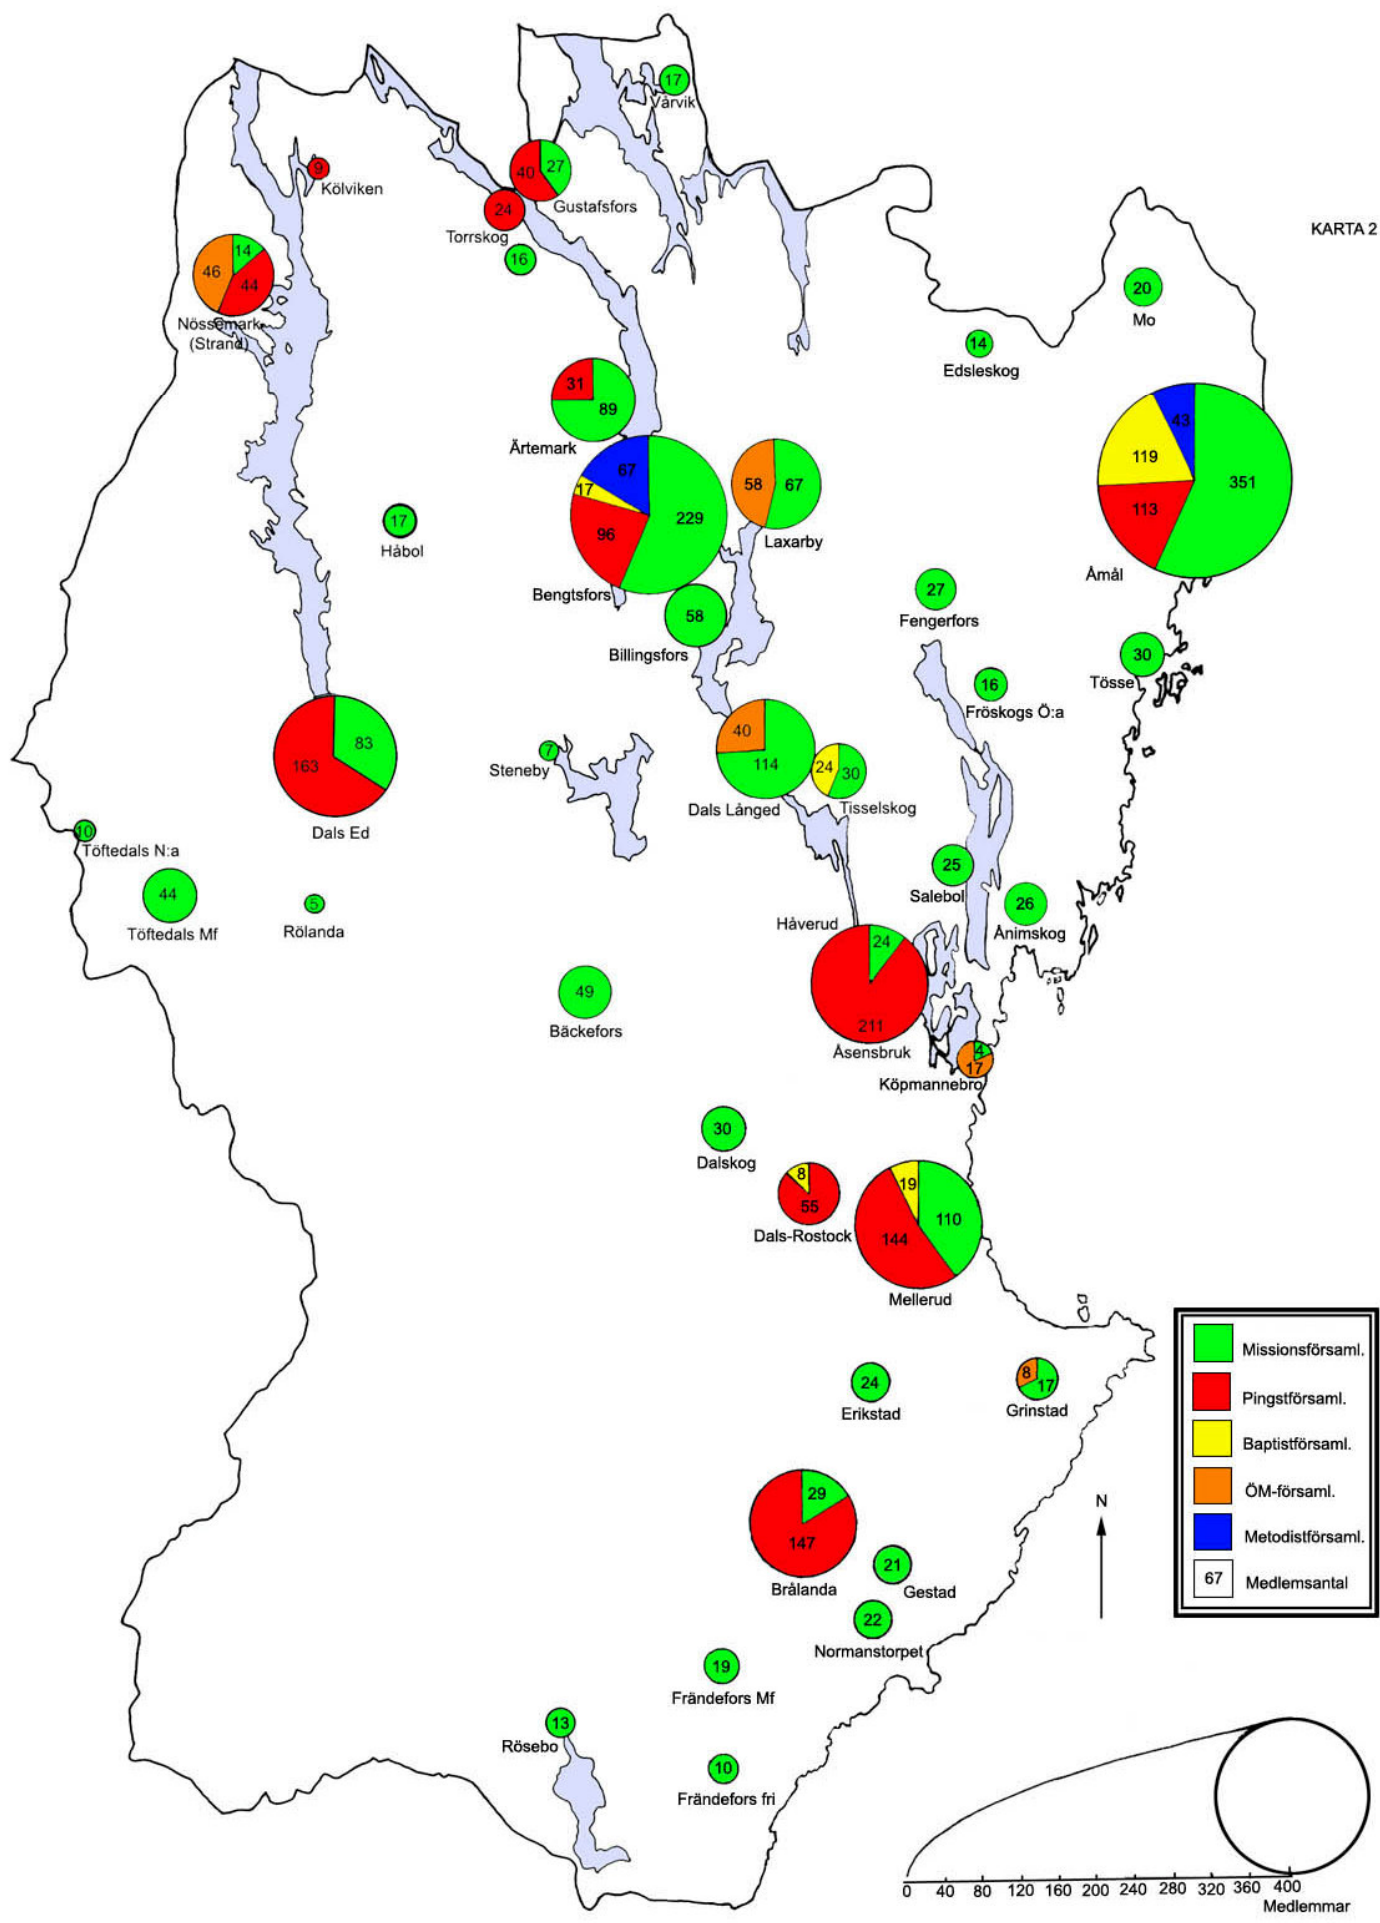 17
Vårvik
9
Kölviken
40
27
Gustafsfors
24
Torrskog
16
KARTA 2
14
46
44
Nössemark
(Strand)
20
Mo
14
Edsleskog
31
89
Ärtemark
43
119
351
113
Åmål
67
17
229
96
Bengtsfors
58
67
Laxarby
17
Håbol
58
Billingsfors
27
Fengerfors
30
Tösse
16
Fröskogs Ö:a
83
163
Dals Ed
7
Steneby
40
114
Dals Långed
24
30
Tisselskog
10
Töftedals N:a
44
Töftedals Mf
5
Rölanda
25
Salebol
26
Änimskog
Håverud
24
211
Åsensbruk
49
Bäckefors
4
17
Köpmannebro
30
Dalskog
8
55
Dals-Rostock
19
110
144
Mellerud
24
Erikstad
8
17
Grinstad
Missionsförsaml.
Pingstförsaml.
Baptistförsaml.
ÖM-församl.
Metodistförsaml.
67
Medlemsantal
N
29
147
Brålanda
21
Gestad
22
Normanstorpet
19
Frändefors Mf
13
Rösebo
10
Frändefors fri
0 40 80 120 160 200 240 280 320 360 400
Medlemmar